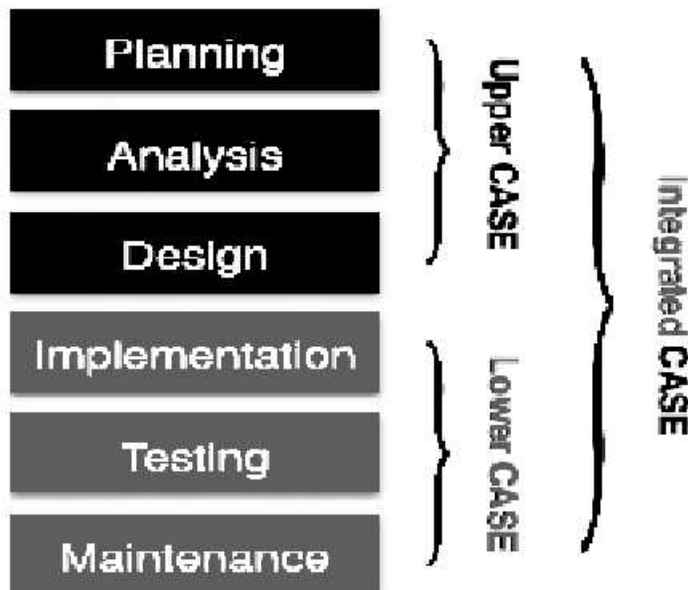 Planning
Analysis
Design
Implementation
Testing
Maintenance
Upper CASE
Lower CASE
Integrated CASE